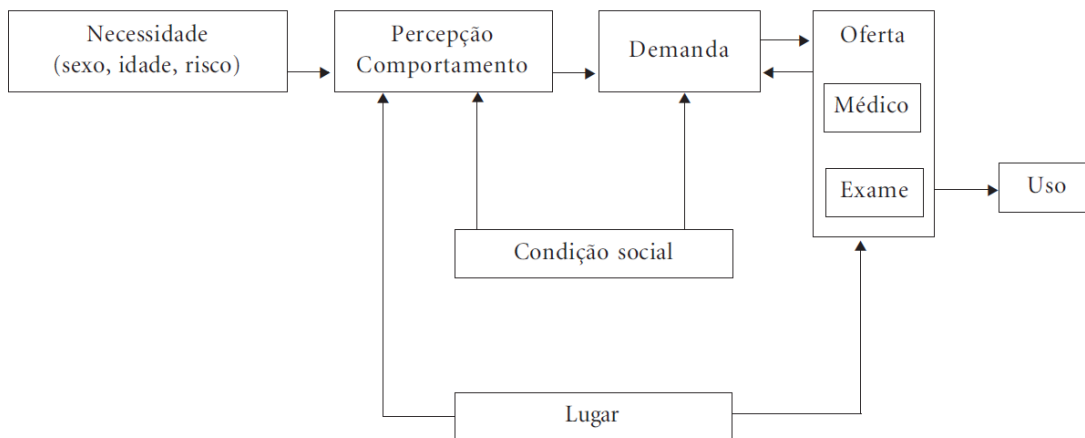 Necessidade
(sexo, idade, risco)
Percepção
Comportamento
Demanda
Oferta
Médico
Exame
Uso
Condição social
Lugar